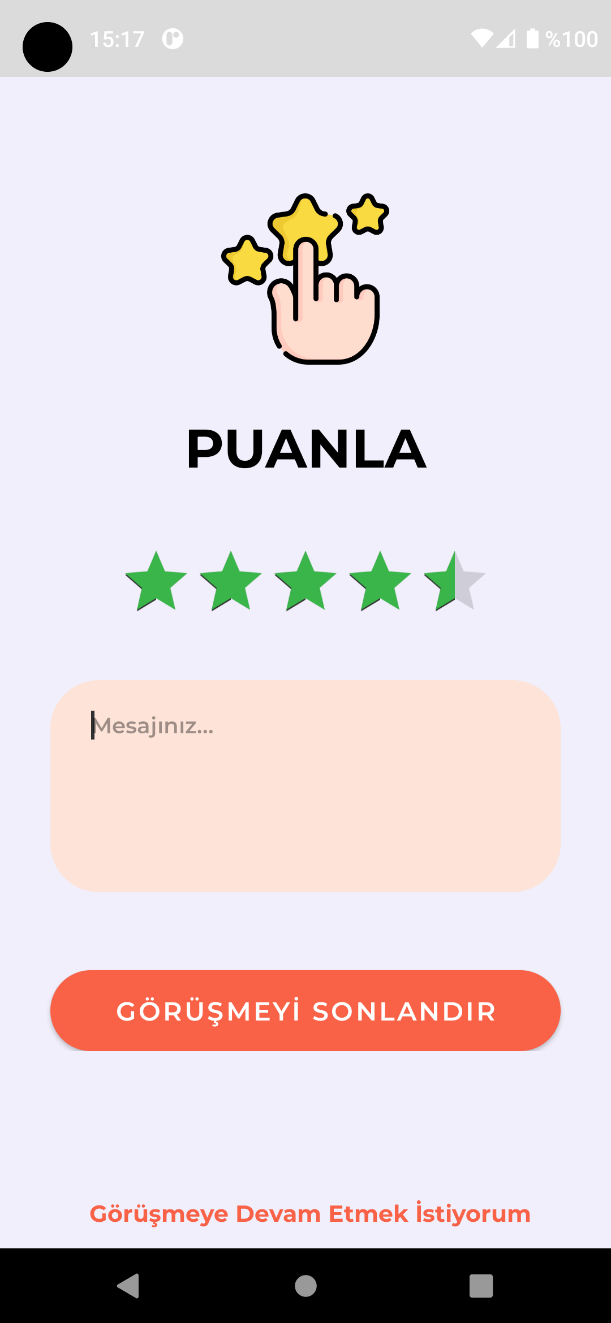 15:17
%100
PUANLA
Mesajınız...
GÖRÜŞMEYİ SONLANDIR
Görüşmeye Devam Etmek İstiyorum